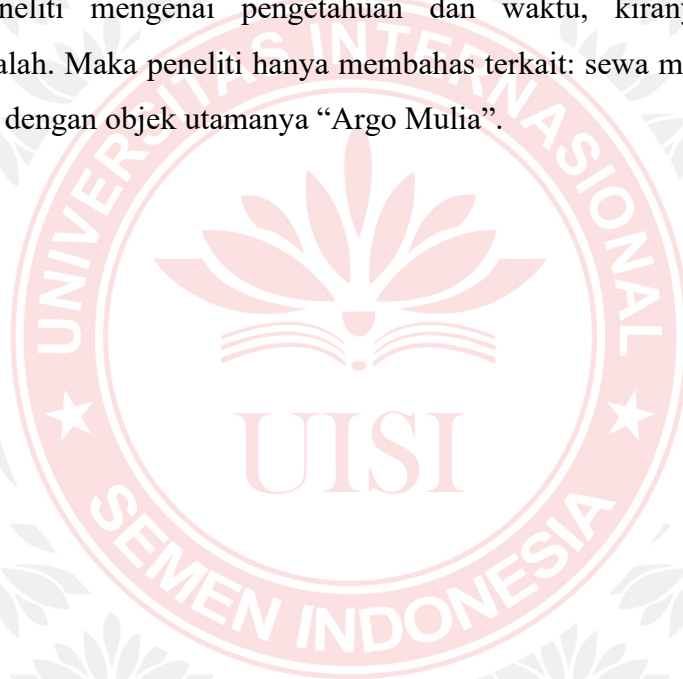 neliti mengenai pengetahuan dan waktu,
alah. Maka peneliti hanya membahas terkait: sewa
dengan objek utamanya “Argo Mulia”.
UNIVERSITAS INTERNASIONAL
UISI
SEMEN INDONESIA